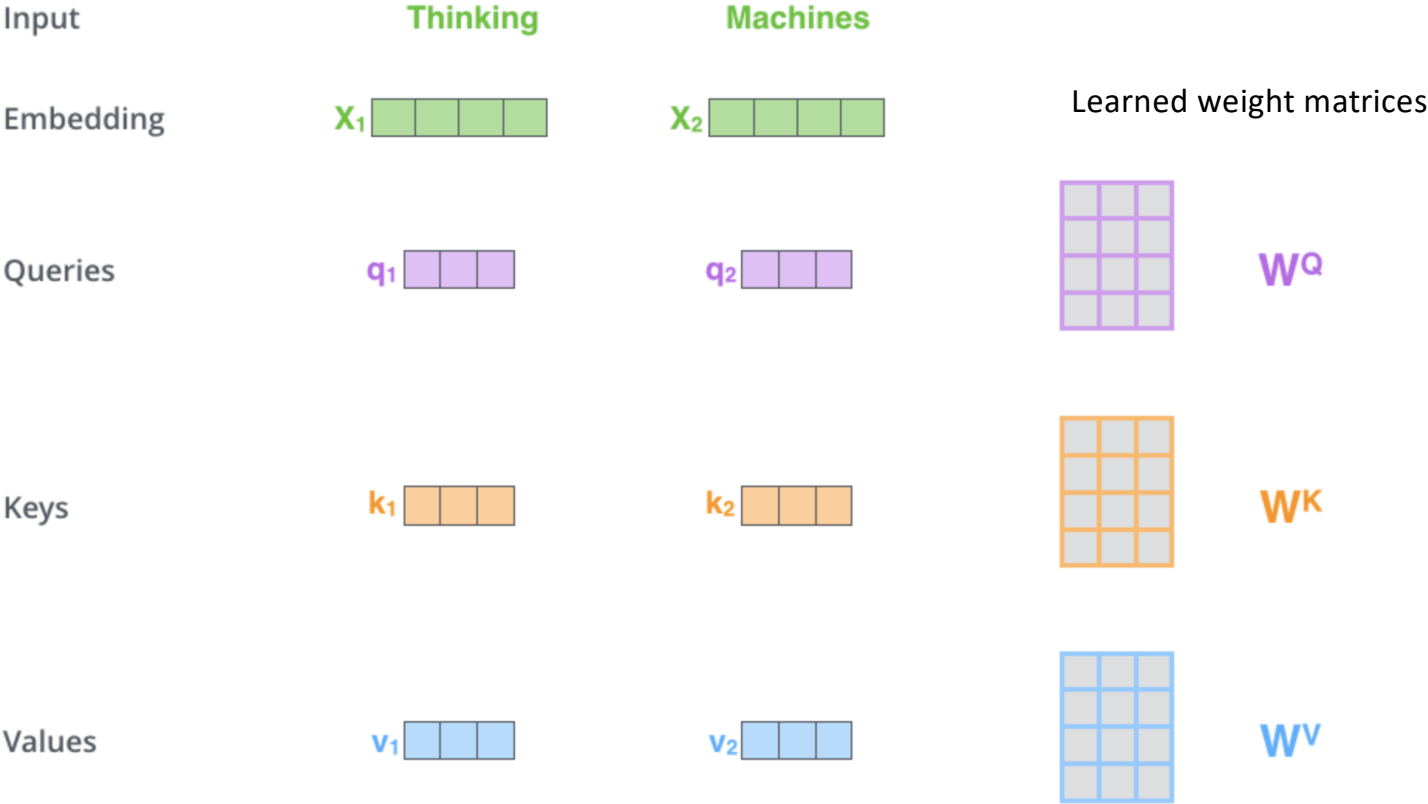 Input Thinking Machines
Embedding X1 X2 Learned weight matrices
Queries q1 q2 WQ
Keys k1 k2 WK
Values v1 v2 WV